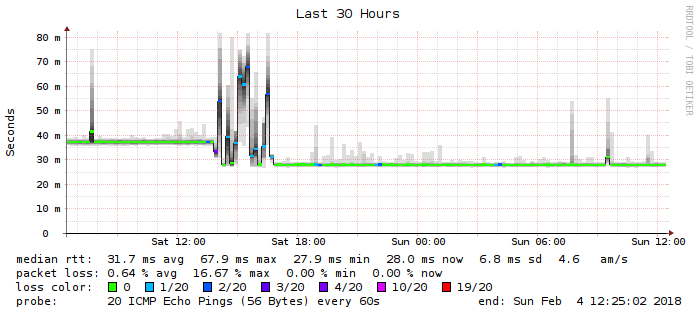 Last 30 Hours
RRDTOOL / TOBI OETIKER
Seconds
80 m
70 m
60 m
50 m
40 m
30 m
20 m
10 m
0
Sat 12:00 Sat 18:00 Sun 00:00 Sun 06:00 Sun 12:00
median rtt: 31.7 ms avg 67.9 ms max 27.9 ms min 28.0 ms now 6.8 ms sd 4.6 am/s
packet loss: 0.64 % avg 16.67 % max 0.00 % min 0.00 % now
loss color: 0 1/20 2/20 3/20 4/20 10/20 19/20
probe: 20 ICMP Echo Pings (56 Bytes) every 60s end: Sun Feb 4 12:25:02 2018